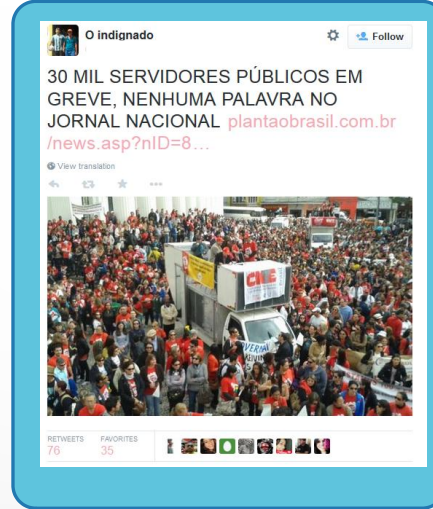 O indignado
Follow
30 MIL SERVIDORES PÚBLICOS EM
GREVE, NENHUMA PALAVRA NO
JORNAL NACIONAL plantaobrasil.com.br
/news.asp?nID=8...
View translation
RETWEETS FAVORITES
76 35